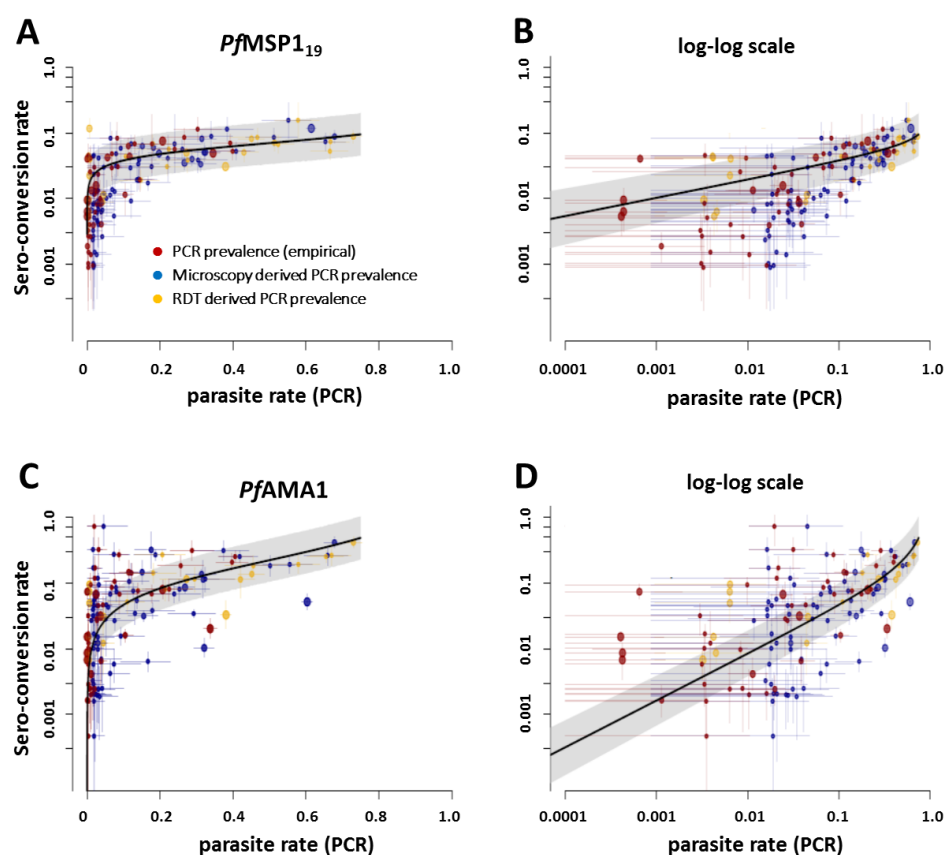 A
PfMSP1₁₉
B
log-log scale
Sero-conversion rate
1.0
0.1
0.01
0.001
PCR prevalence (empirical)
Microscopy derived PCR prevalence
RDT derived PCR prevalence
0 0.2 0.4 0.6 0.8 1.0
parasite rate (PCR)
1.0
0.1
0.01
0.001
0.0001 0.001 0.01 0.1 1.0
parasite rate (PCR)
C
PfAMA1
D
log-log scale
Sero-conversion rate
1.0
0.1
0.01
0.001
0 0.2 0.4 0.6 0.8 1.0
parasite rate (PCR)
1.0
0.1
0.01
0.001
0.0001 0.001 0.01 0.1 1.0
parasite rate (PCR)